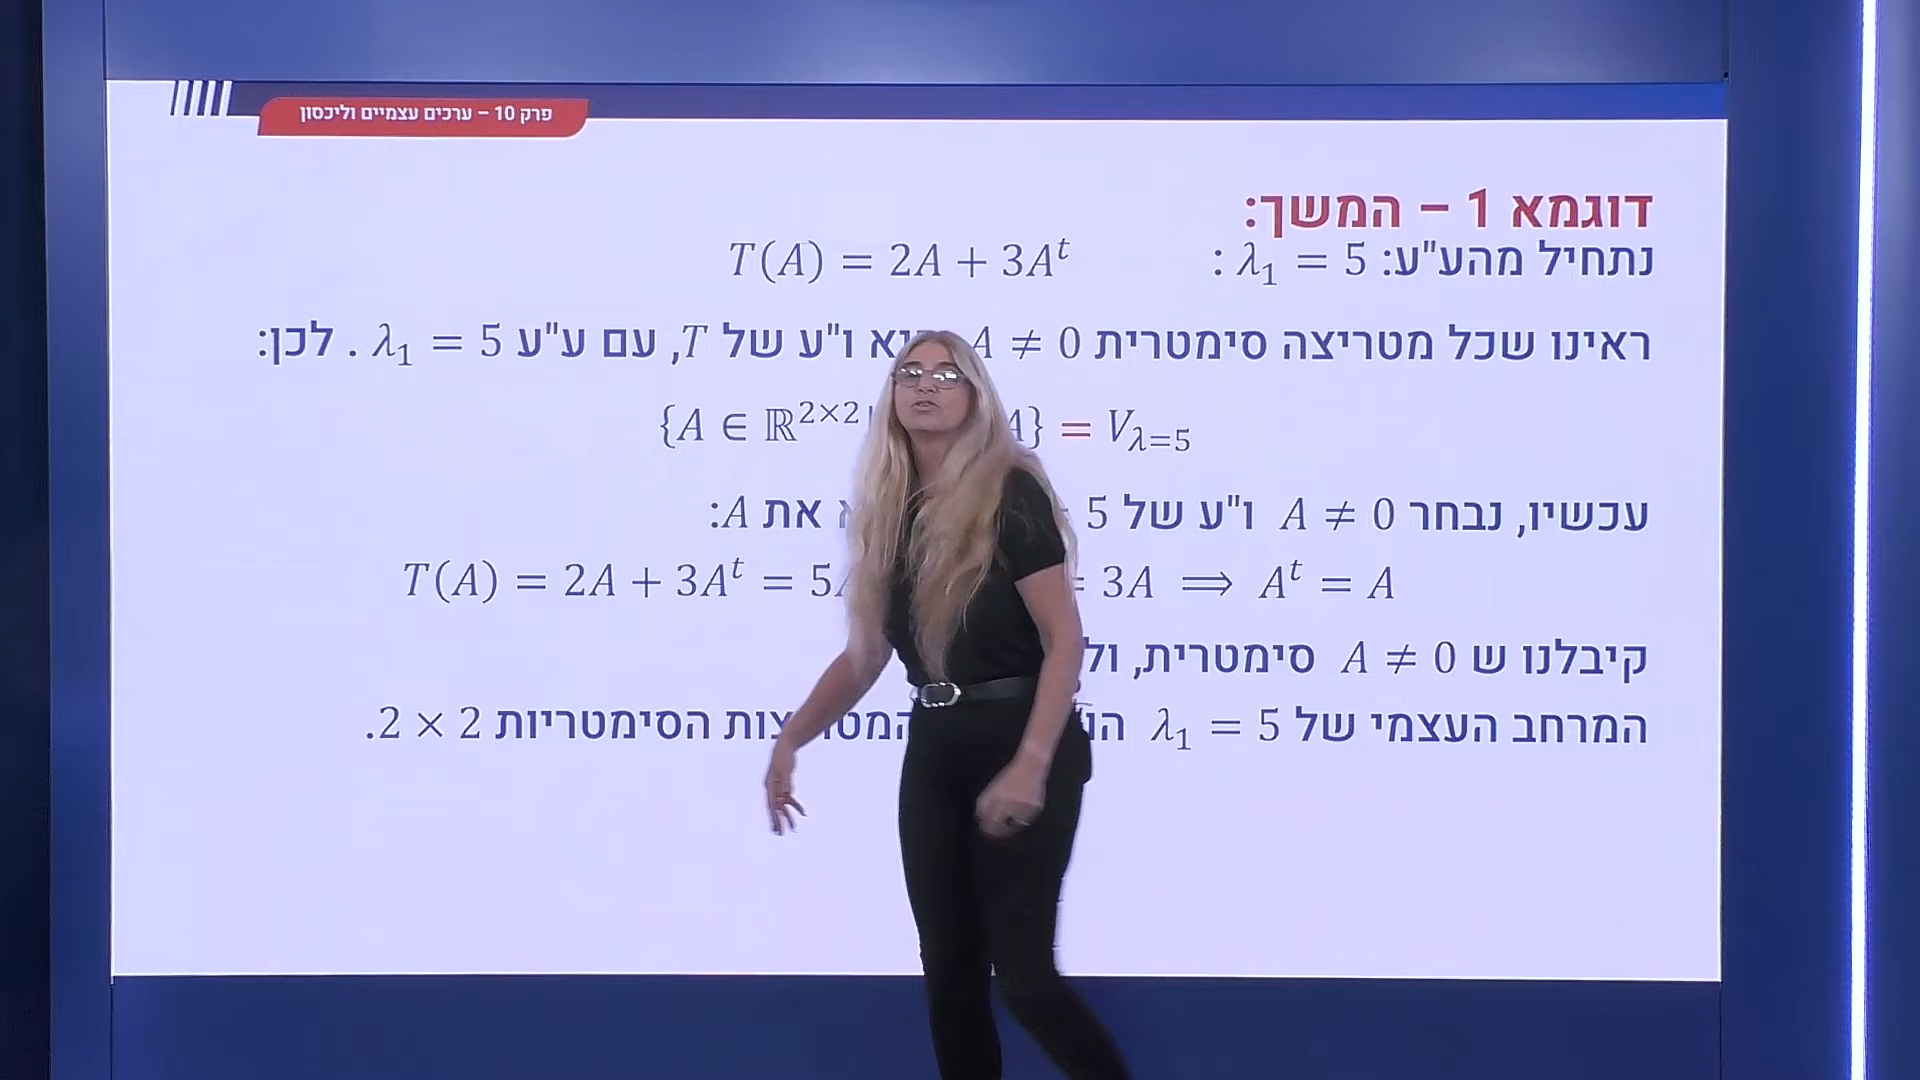 פרק 10 – ערכים עצמיים וליכסון
דוגמא 1 – המשך:
נתחיל מהע"ע: λ₁ = 5 : T(A) = 2A + 3Aᵗ
ראינו שכל מטריצה סימטרית A ≠ 0 ו"ע של T, עם ע"ע λ₁ = 5 . לכן:
{A ∈ ℝ²ˣ² A} = V_{λ=5}
עכשיו, נבחר A ≠ 0 ו"ע של 5 את A:
T(A) = 2A + 3Aᵗ = 5A = 3A ⟹ Aᵗ = A
קיבלנו ש A ≠ 0 סימטרית,
המרחב העצמי של λ₁ = 5 הסימטריות 2 × 2.